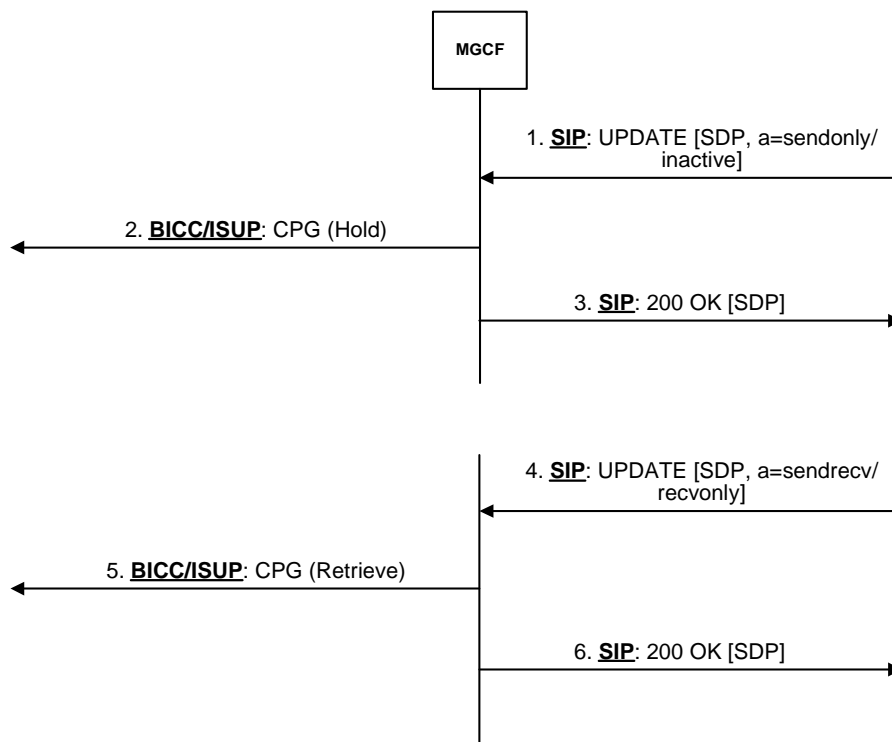 MGCF
1. SIP: UPDATE [SDP, a=sendonly/
inactive]
2. BICC/ISUP: CPG (Hold)
3. SIP: 200 OK [SDP]
4. SIP: UPDATE [SDP, a=sendrecv/
recvonly]
5. BICC/ISUP: CPG (Retrieve)
6. SIP: 200 OK [SDP]